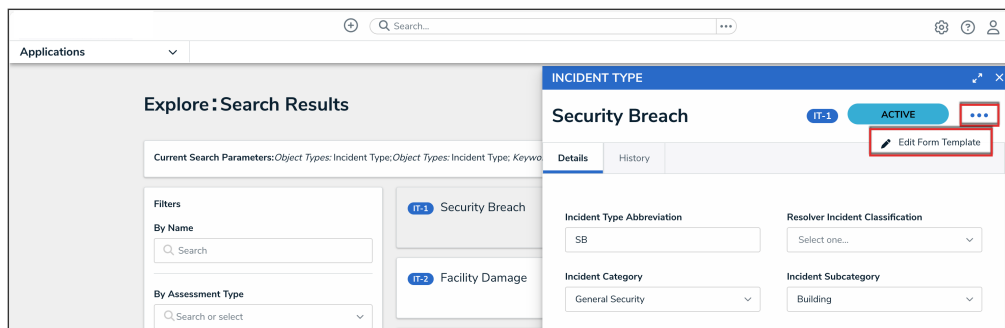 Search...
Applications
Explore:Search Results
Current Search Parameters:Object Types: Incident Type;Object Types: Incident Type; Keywo
Filters
By Name
Search
By Assessment Type
Search or select
IT-1 Security Breach
IT-2 Facility Damage
INCIDENT TYPE
Security Breach IT-1 ACTIVE
Edit Form Template
Details History
Incident Type Abbreviation Resolver Incident Classification
SB Select one...
Incident Category Incident Subcategory
General Security Building